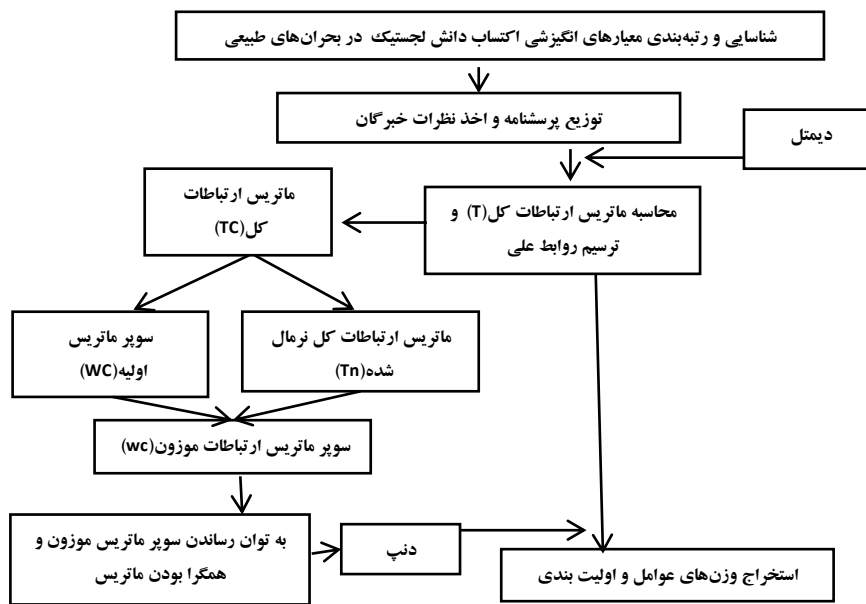 شناسایی و رتبه‌بندی معیارهای انگیزشی اکتساب دانش لجستیک در بحران‌های طبیعی
توزیع پرسشنامه و اخذ نظرات خبرگان
دیمتل
محاسبه ماتریس ارتباطات کل(T) و
ترسیم روابط علی
ماتریس ارتباطات
کل(TC)
ماتریس ارتباطات کل نرمال
شده(Tn)
سوپر ماتریس
اولیه(WC)
سوپر ماتریس ارتباطات موزون(wc)
به توان رساندن سوپر ماتریس موزون و
همگرا بودن ماتریس
دنپ
استخراج وزن‌های عوامل و اولیت بندی